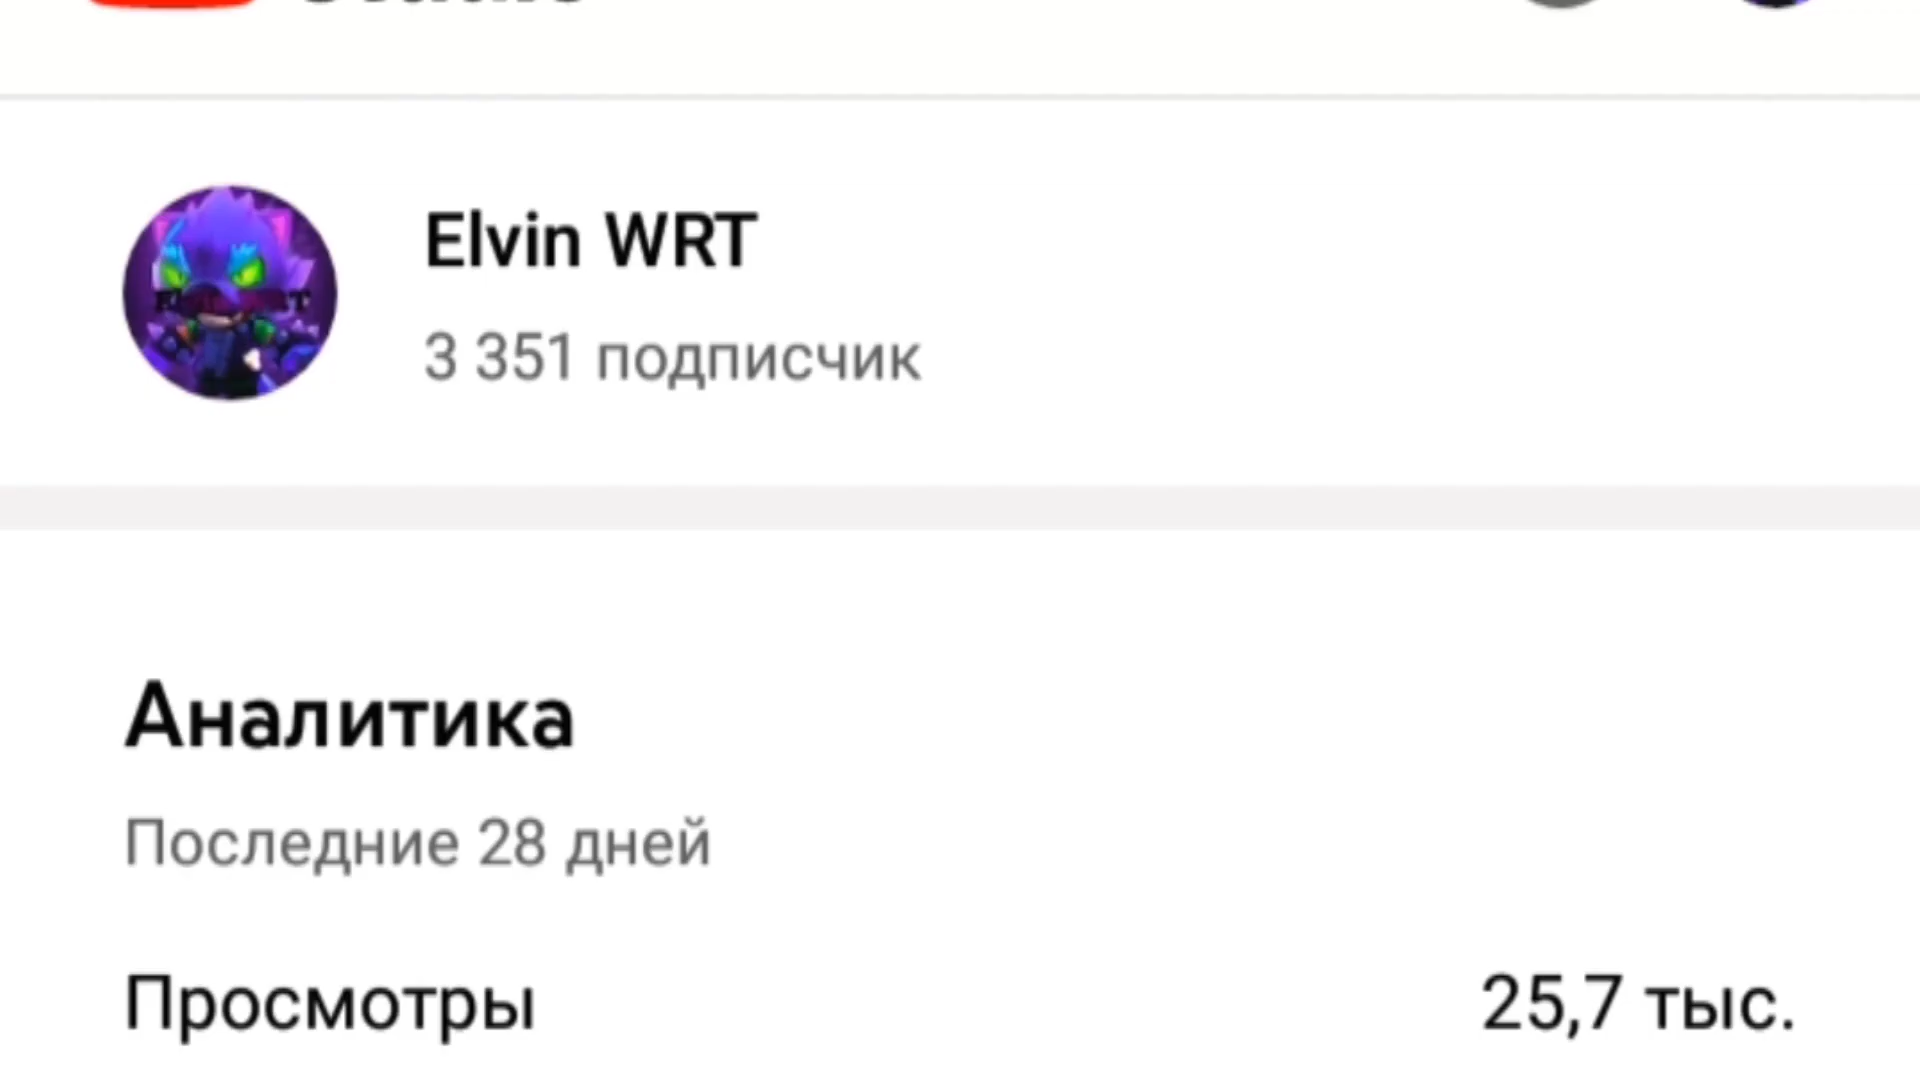 Elvin WRT
3 351 подписчик
Аналитика
Последние 28 дней
Просмотры 25,7 тыс.